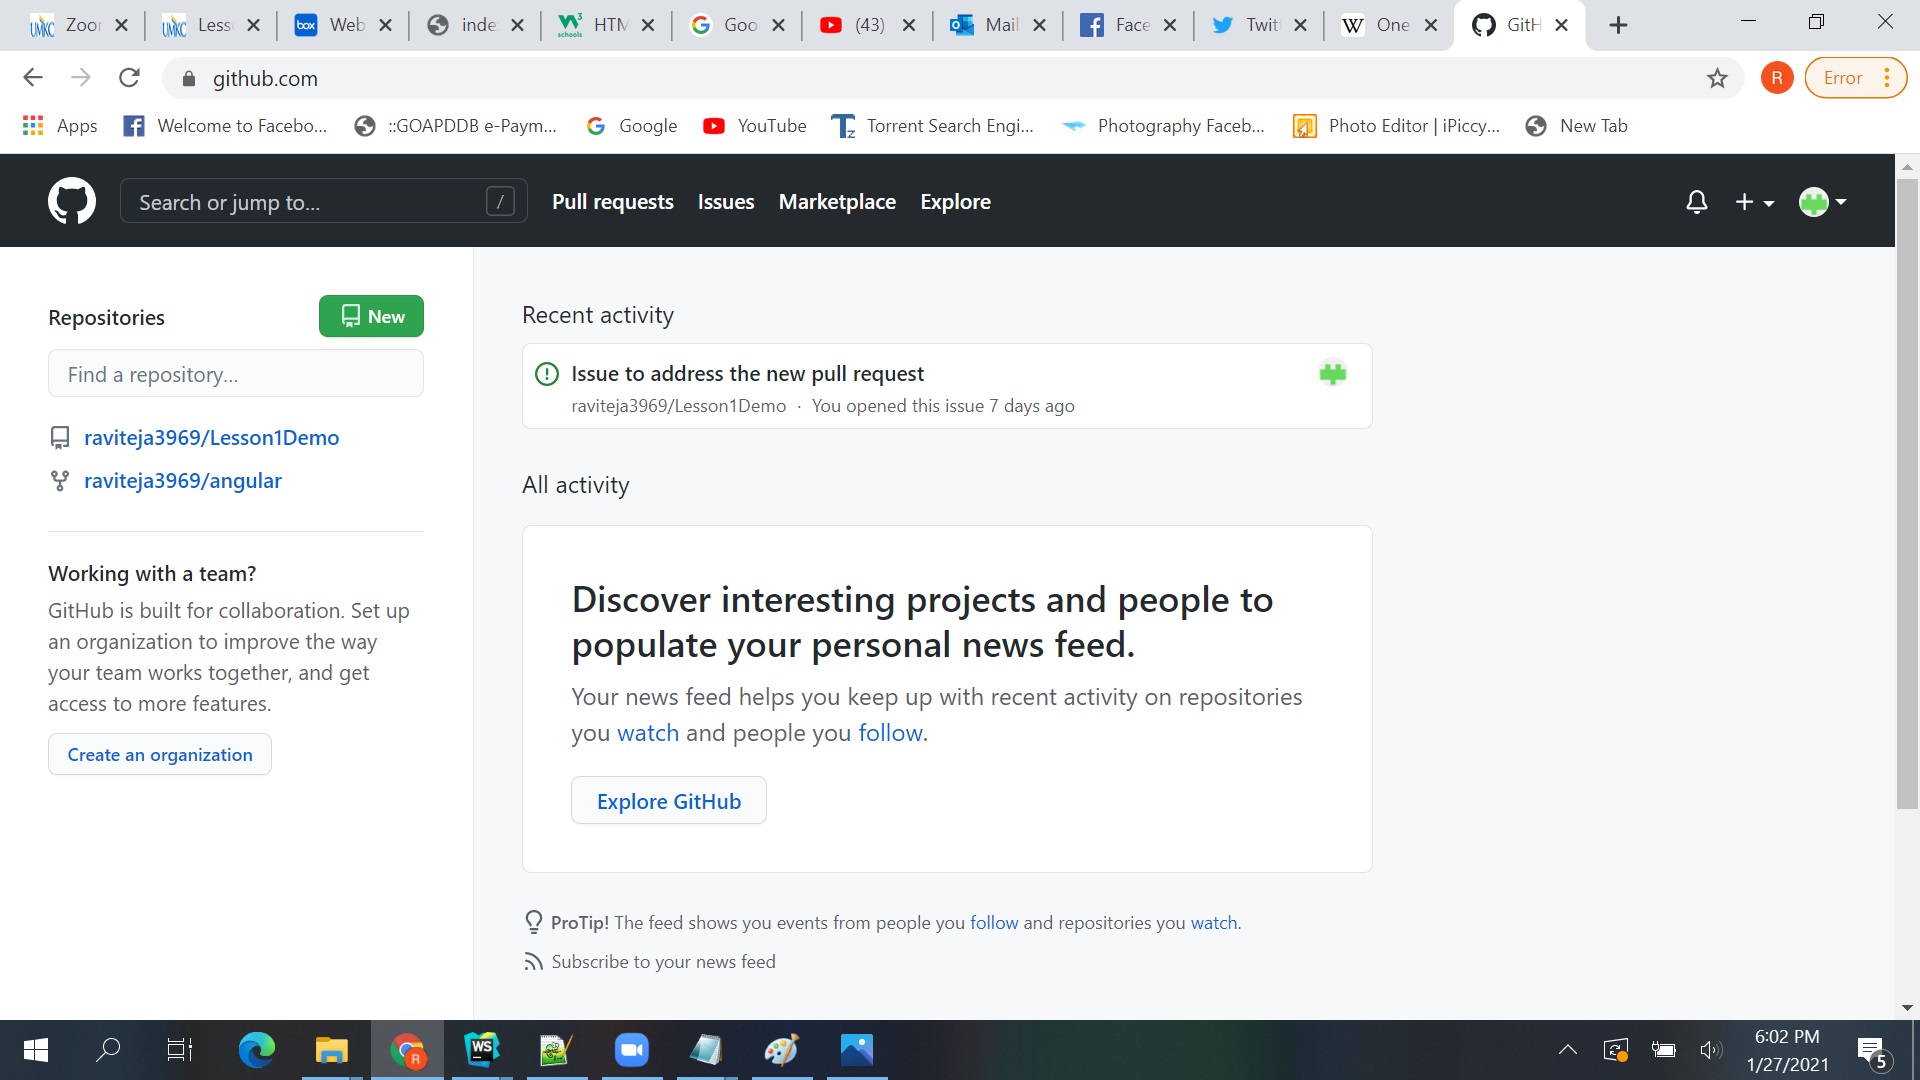 Zoor
Less
box Web
inde
HTM
Goo
(43)
Mail
Face
Twit
One
GitH
github.com
R Error
Apps Welcome to Facebo... ::GOAPDDB e-Paym... Google YouTube Torrent Search Engi... Photography Faceb... Photo Editor | iPiccy... New Tab
Search or jump to... / Pull requests Issues Marketplace Explore
Repositories New
Find a repository...
raviteja3969/Lesson1Demo
raviteja3969/angular
Working with a team?
GitHub is built for collaboration. Set up
an organization to improve the way
your team works together, and get
access to more features.
Create an organization
Recent activity
Issue to address the new pull request
raviteja3969/Lesson1Demo · You opened this issue 7 days ago
All activity
Discover interesting projects and people to
populate your personal news feed.
Your news feed helps you keep up with recent activity on repositories
you watch and people you follow.
Explore GitHub
ProTip! The feed shows you events from people you follow and repositories you watch.
Subscribe to your news feed
R
WS
6:02 PM
1/27/2021
5